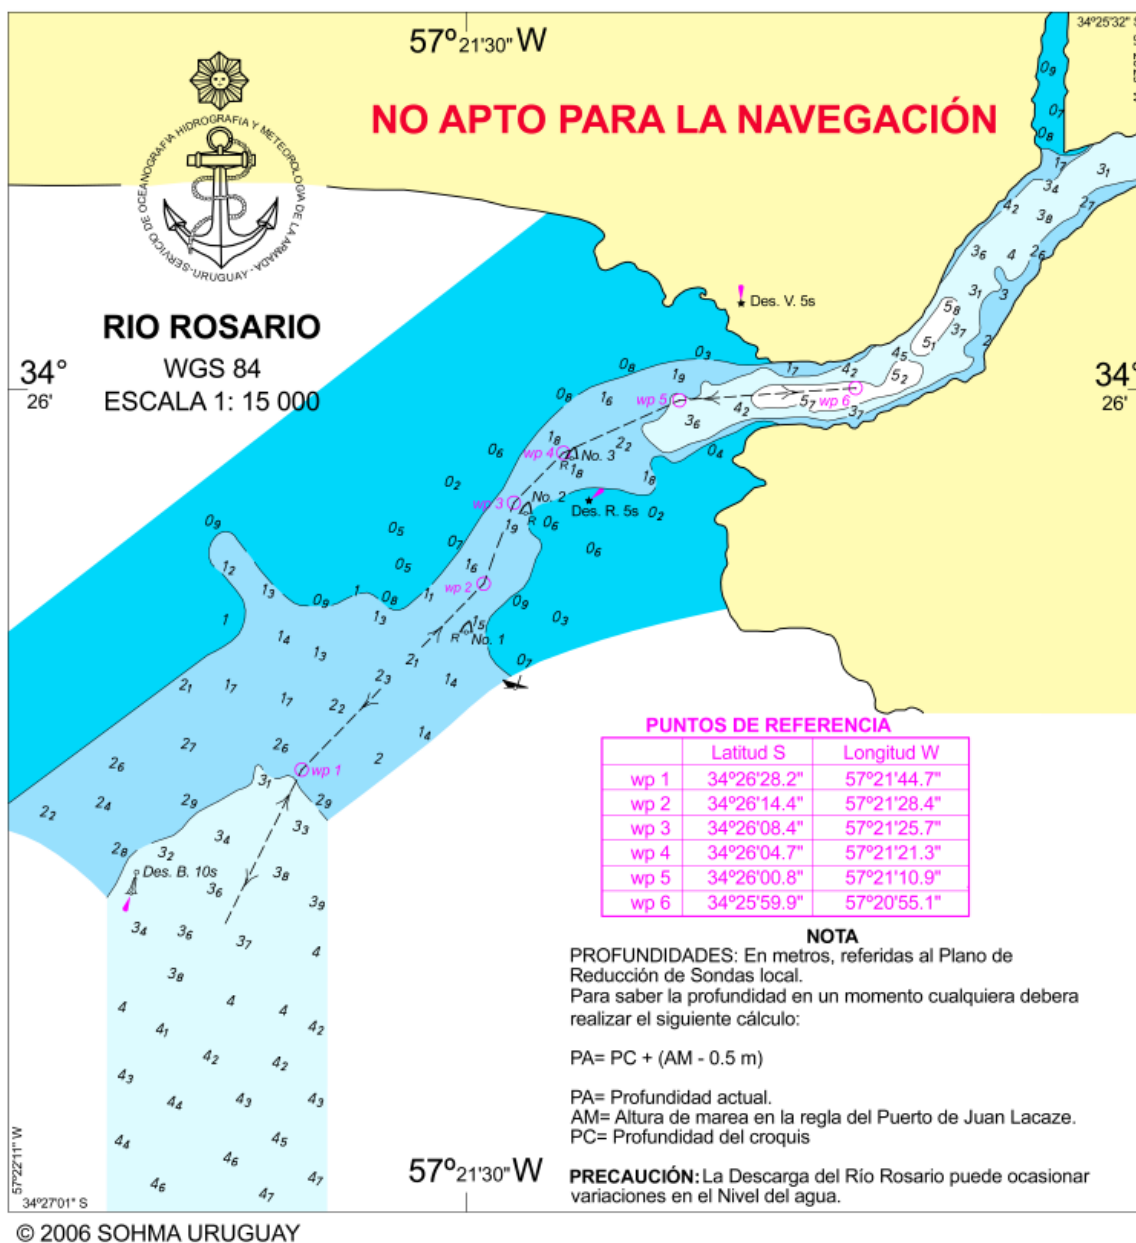 57º21'30" W
34º25'32" S
NO APTO PARA LA NAVEGACIÓN
SERVICIO DE OCEANOGRAFIA HIDROGRAFIA Y METEOROLOGIA DE LA ARMADA
-URUGUAY-
RIO ROSARIO
WGS 84
ESCALA 1: 15 000
34°
26'
34°
26'
Des. V. 5s
wp 6
wp 5
wp 4
No. 3
R
wp 3
No. 2
R
Des. R. 5s
wp 2
R
No. 1
wp 1
Des. B. 10s
PUNTOS DE REFERENCIA
Latitud S Longitud W
wp 1 34º26'28.2" 57º21'44.7"
wp 2 34º26'14.4" 57º21'28.4"
wp 3 34º26'08.4" 57º21'25.7"
wp 4 34º26'04.7" 57º21'21.3"
wp 5 34º26'00.8" 57º21'10.9"
wp 6 34º25'59.9" 57º20'55.1"
NOTA
PROFUNDIDADES: En metros, referidas al Plano de
Reducción de Sondas local.
Para saber la profundidad en un momento cualquiera debera
realizar el siguiente cálculo:
PA= PC + (AM - 0.5 m)
PA= Profundidad actual.
AM= Altura de marea en la regla del Puerto de Juan Lacaze.
PC= Profundidad del croquis
PRECAUCIÓN: La Descarga del Río Rosario puede ocasionar
variaciones en el Nivel del agua.
57º21'30" W
57º22'11" W
34º27'01" S
© 2006 SOHMA URUGUAY